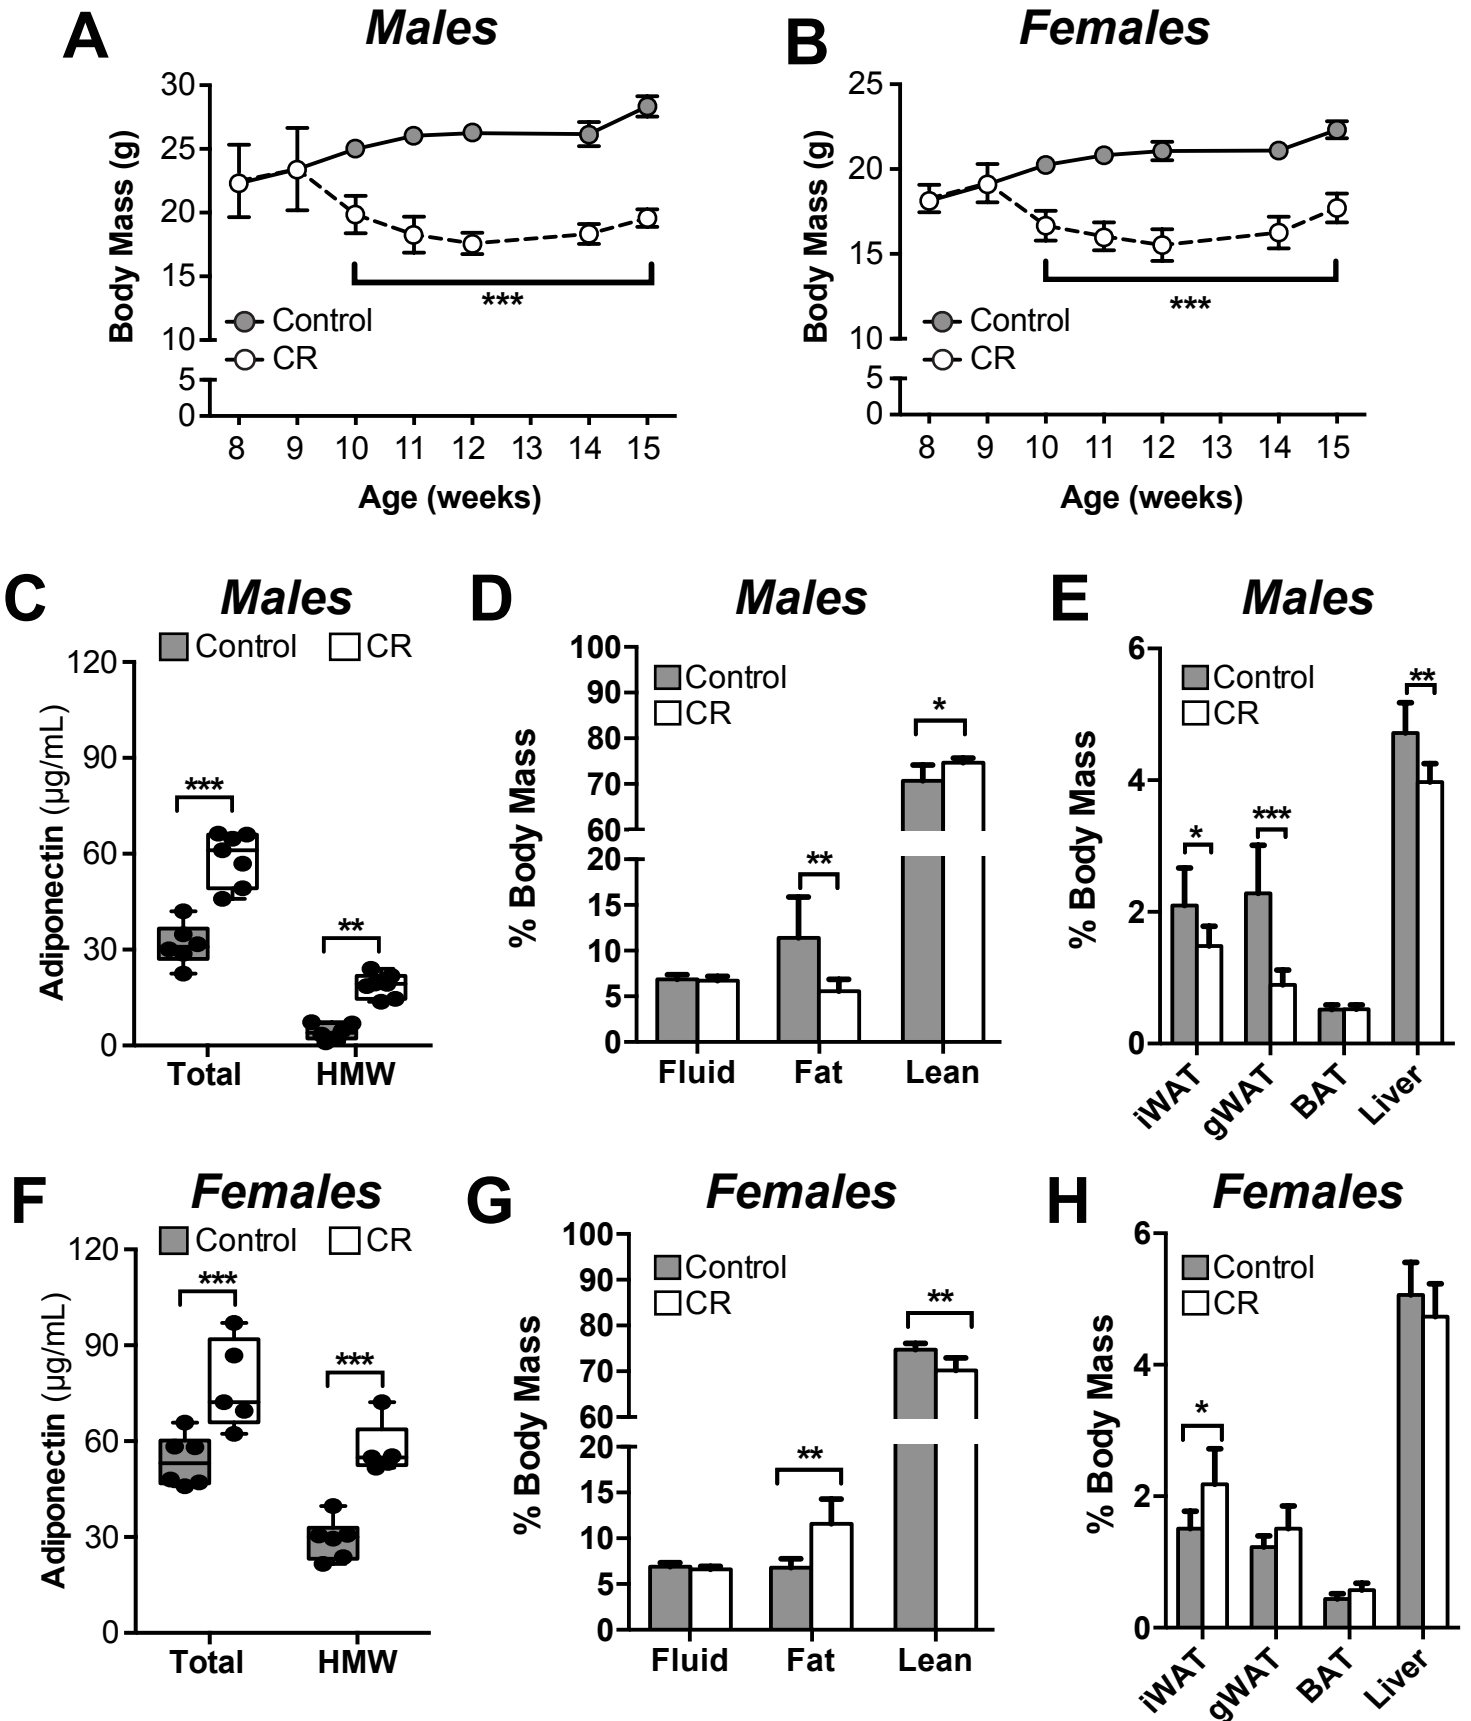 A Males
30
25
20
15
10
5
0
Body Mass (g)
Control
CR
***
8 9 10 11 12 13 14 15
Age (weeks)
B Females
25
20
15
10
5
0
Body Mass (g)
Control
CR
***
8 9 10 11 12 13 14 15
Age (weeks)
C Males
Control CR
120
90
60
30
0
Adiponectin (µg/mL)
***
**
Total HMW
D Males
100
90
80
70
60
20
15
10
5
0
% Body Mass
Control
CR
**
*
Fluid Fat Lean
E Males
6
4
2
0
% Body Mass
Control
CR
*
***
**
iWAT gWAT BAT Liver
F Females
Control CR
120
90
60
30
0
Adiponectin (µg/mL)
***
***
Total HMW
G Females
100
90
80
70
60
20
15
10
5
0
% Body Mass
Control
CR
**
**
Fluid Fat Lean
H Females
6
4
2
0
% Body Mass
Control
CR
*
iWAT gWAT BAT Liver